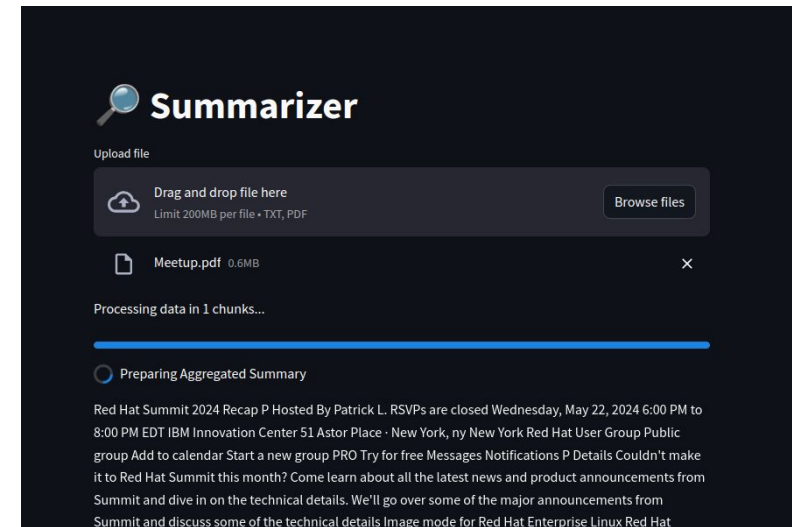 Summarizer
Upload file
Drag and drop file here
Limit 200MB per file • TXT, PDF
Browse files
Meetup.pdf 0.6MB
Processing data in 1 chunks...
Preparing Aggregated Summary
Red Hat Summit 2024 Recap P Hosted By Patrick L. RSVPs are closed Wednesday, May 22, 2024 6:00 PM to
8:00 PM EDT IBM Innovation Center 51 Astor Place · New York, ny New York Red Hat User Group Public
group Add to calendar Start a new group PRO Try for free Messages Notifications P Details Couldn't make
it to Red Hat Summit this month? Come learn about all the latest news and product announcements from
Summit and dive in on the technical details. We'll go over some of the major announcements from
Summit and discuss some of the technical details Image mode for Red Hat Enterprise Linux Red Hat